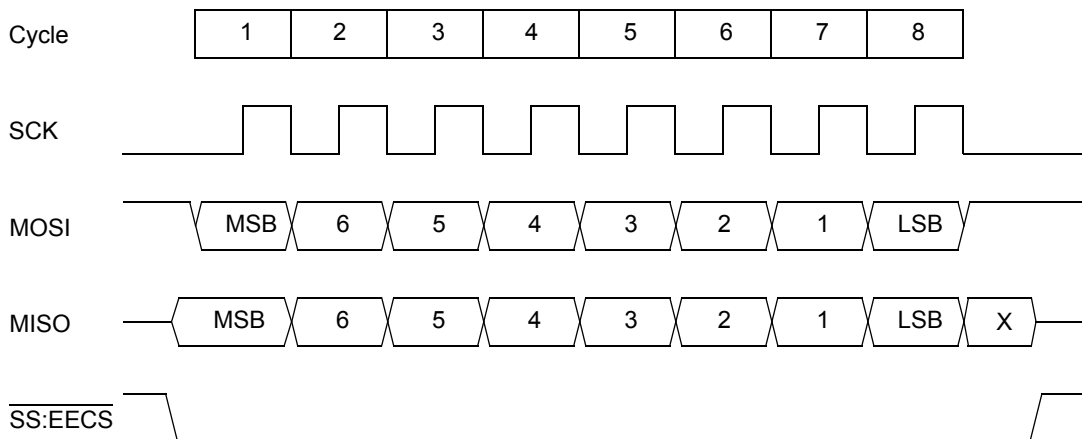 Cycle 1 2 3 4 5 6 7 8
SCK
MOSI MSB 6 5 4 3 2 1 LSB
MISO MSB 6 5 4 3 2 1 LSB X
SS:EECS